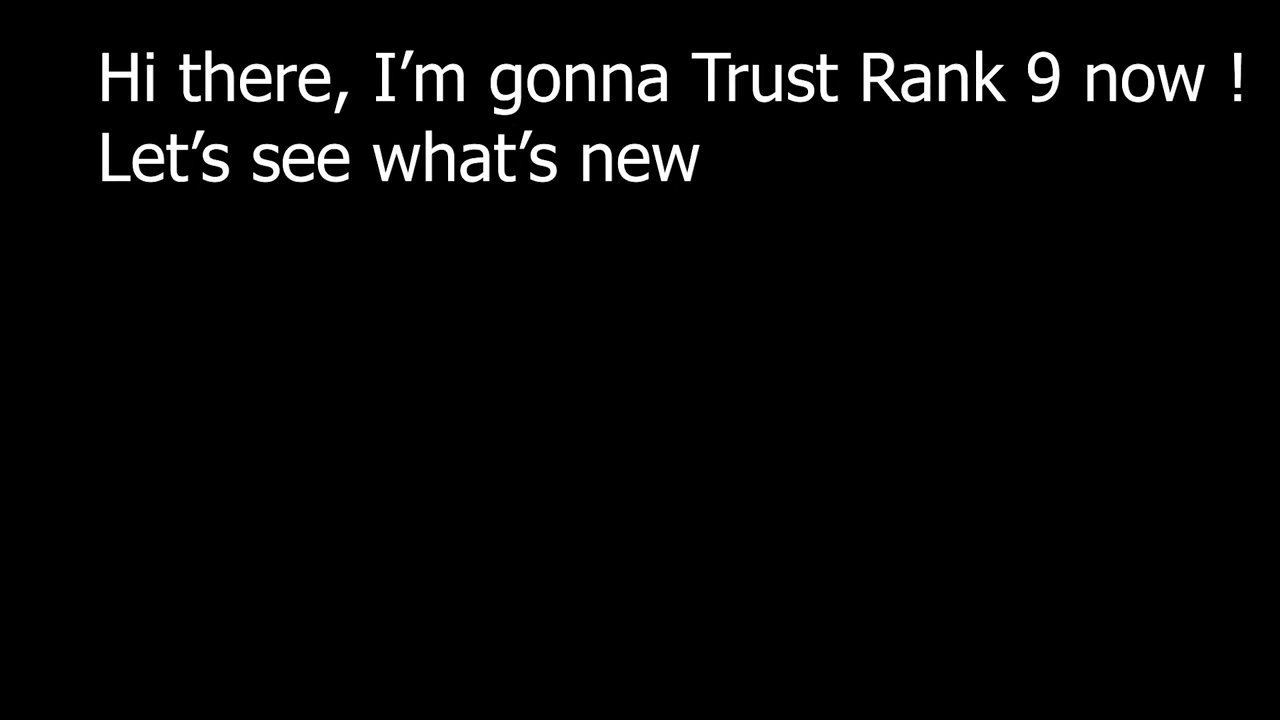 Hi there, I’m gonna Trust Rank 9 now !
Let’s see what’s new